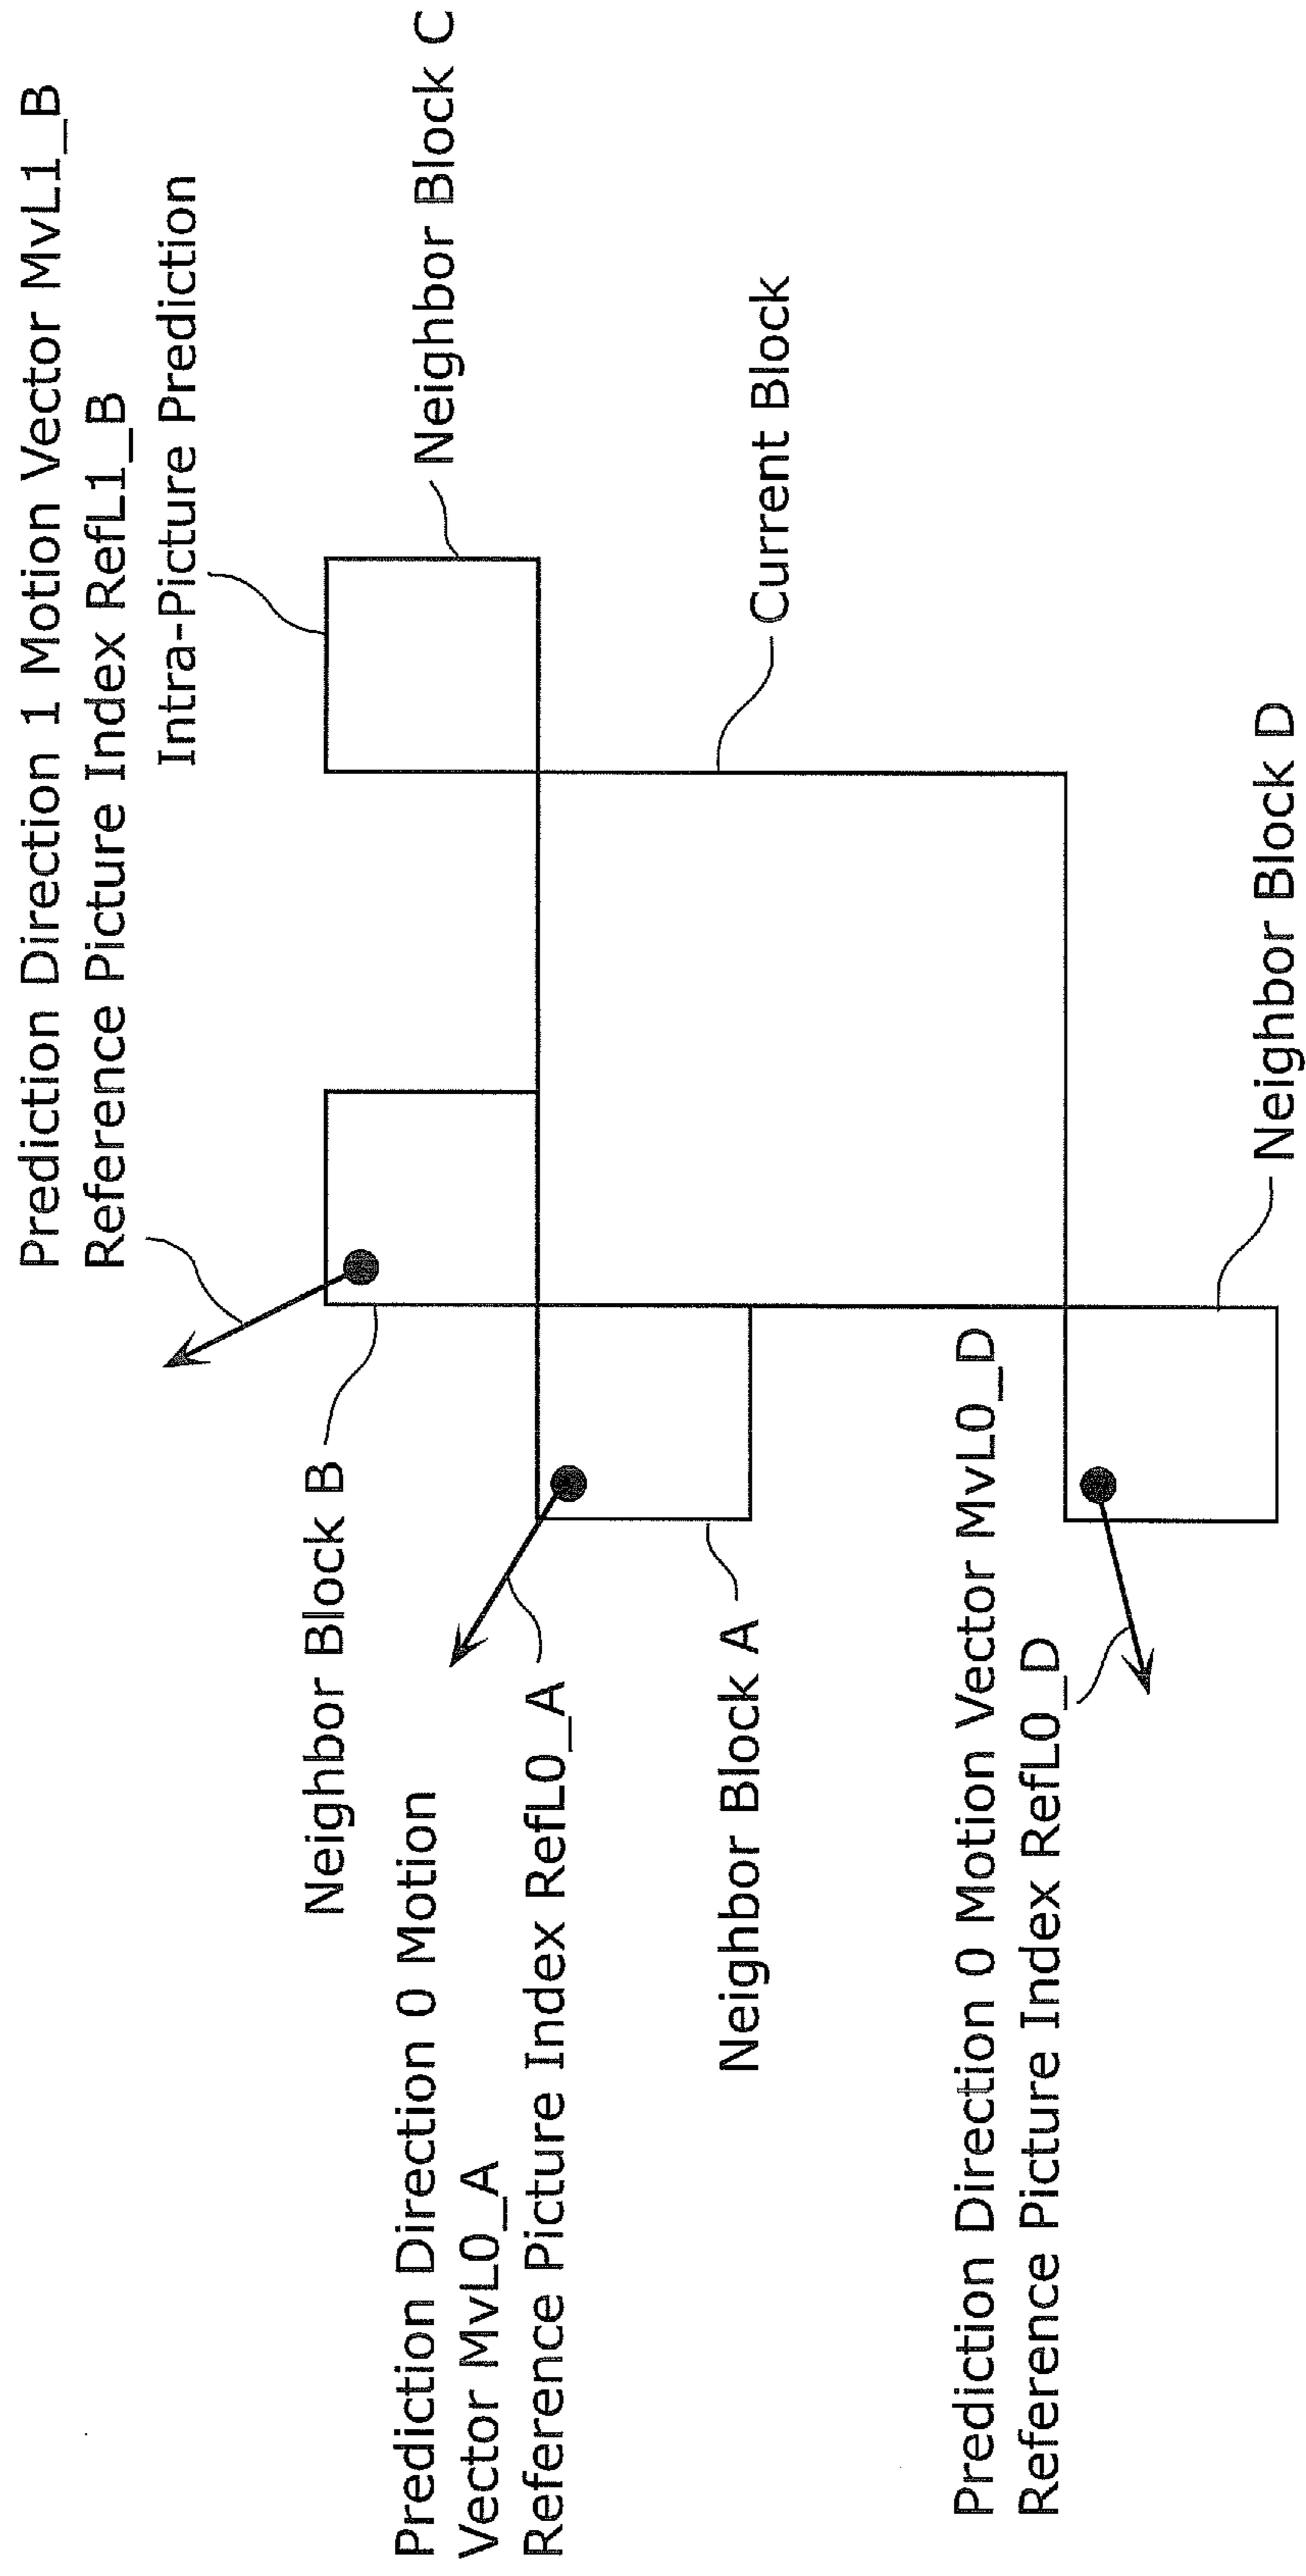 Prediction Direction 1 Motion Vector MvL1_B
Reference Picture Index RefL1_B
Intra-Picture Prediction
Neighbor Block B
Neighbor Block C
Prediction Direction 0 Motion
Vector MvL0_A
Reference Picture Index RefL0_A
Neighbor Block A
Current Block
Prediction Direction 0 Motion Vector MvL0_D
Reference Picture Index RefL0_D
Neighbor Block D